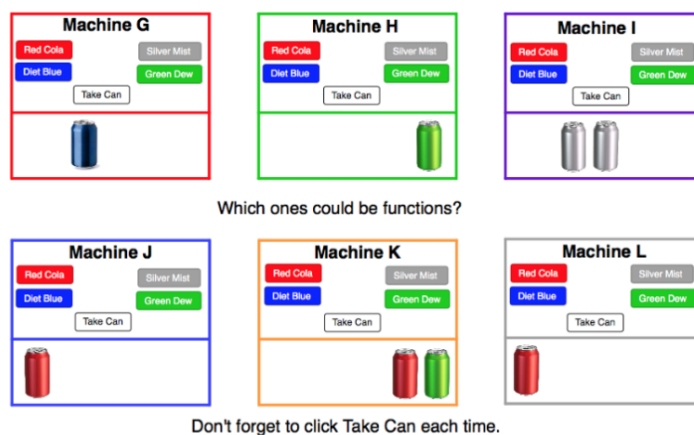 Machine G
Red Cola
Silver Mist
Diet Blue
Green Dew
Take Can
Machine H
Red Cola
Silver Mist
Diet Blue
Green Dew
Take Can
Machine I
Red Cola
Silver Mist
Diet Blue
Green Dew
Take Can
Which ones could be functions?
Machine J
Red Cola
Silver Mist
Diet Blue
Green Dew
Take Can
Machine K
Red Cola
Silver Mist
Diet Blue
Green Dew
Take Can
Machine L
Red Cola
Silver Mist
Diet Blue
Green Dew
Take Can
Don't forget to click Take Can each time.